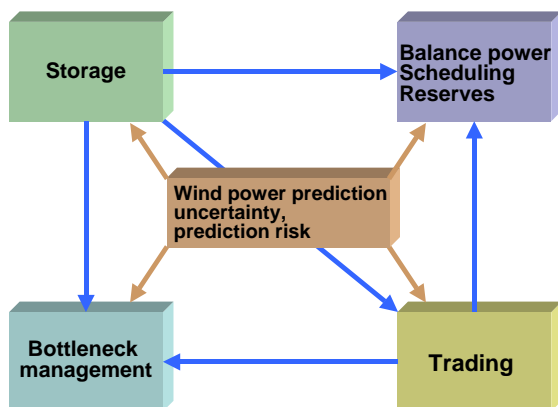 Storage
Balance power
Scheduling
Reserves
Wind power prediction
uncertainty,
prediction risk
Bottleneck
management
Trading